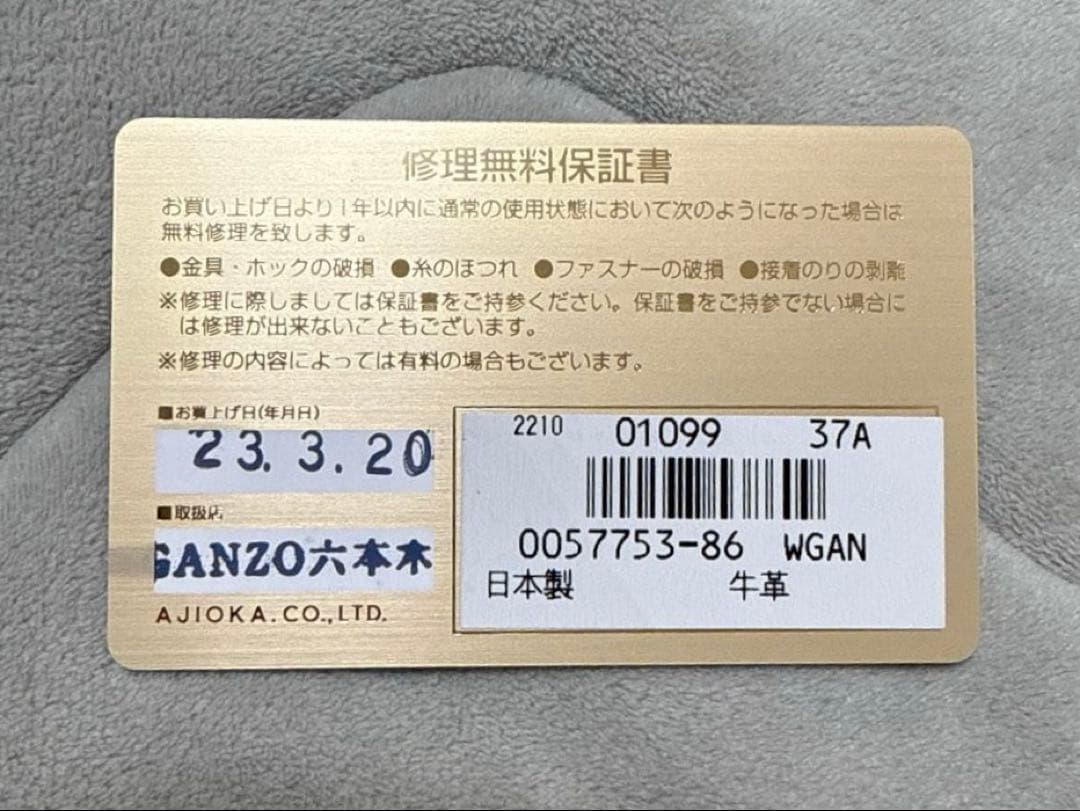 修理無料保証書
お買い上げ日より1年以内に通常の使用状態において次のようになった場合は
無料修理を致します。
●金具・ホックの破損 ●糸のほつれ ●ファスナーの破損 ●接着のりの剥離
※修理に際しましては保証書をご持参ください。保証書をご持参でない場合に
は修理が出来ないこともございます。
※修理の内容によっては有料の場合もございます。
■お買上げ日(年月日)
23.3.20
■取扱店
GANZO六本木
AJIOKA.CO.,LTD.
2210 01099 37A
0057753-86 WGAN
日本製 牛革